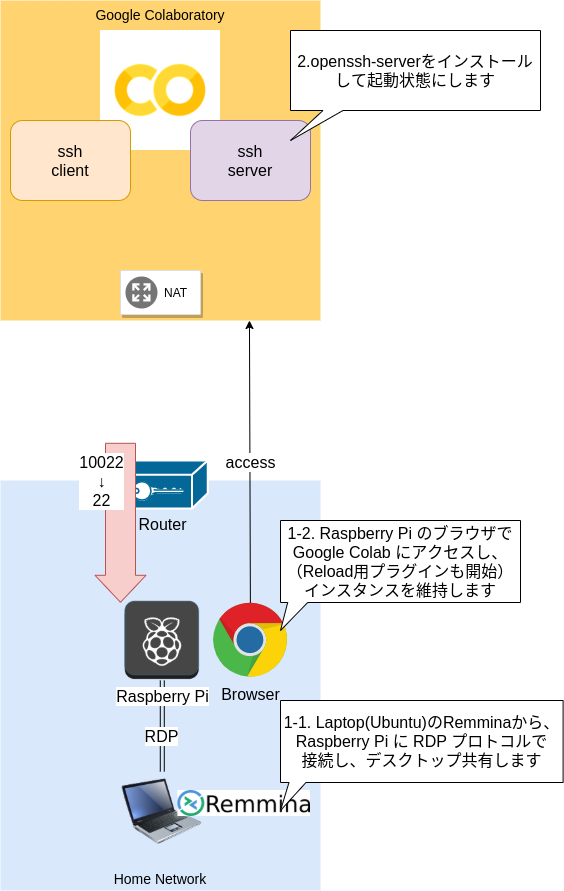 Google Colaboratory
2.openssh-serverをインストール
して起動状態にします
ssh
client
ssh
server
NAT
access
10022
↓
22
Router
1-2. Raspberry Pi のブラウザで
Google Colab にアクセスし、
（Reload用プラグインも開始）
インスタンスを維持します
Raspberry Pi
Browser
RDP
1-1. Laptop(Ubuntu)のRemminaから、
Raspberry Pi に RDP プロトコルで
接続し、デスクトップ共有します
Remmina
Home Network